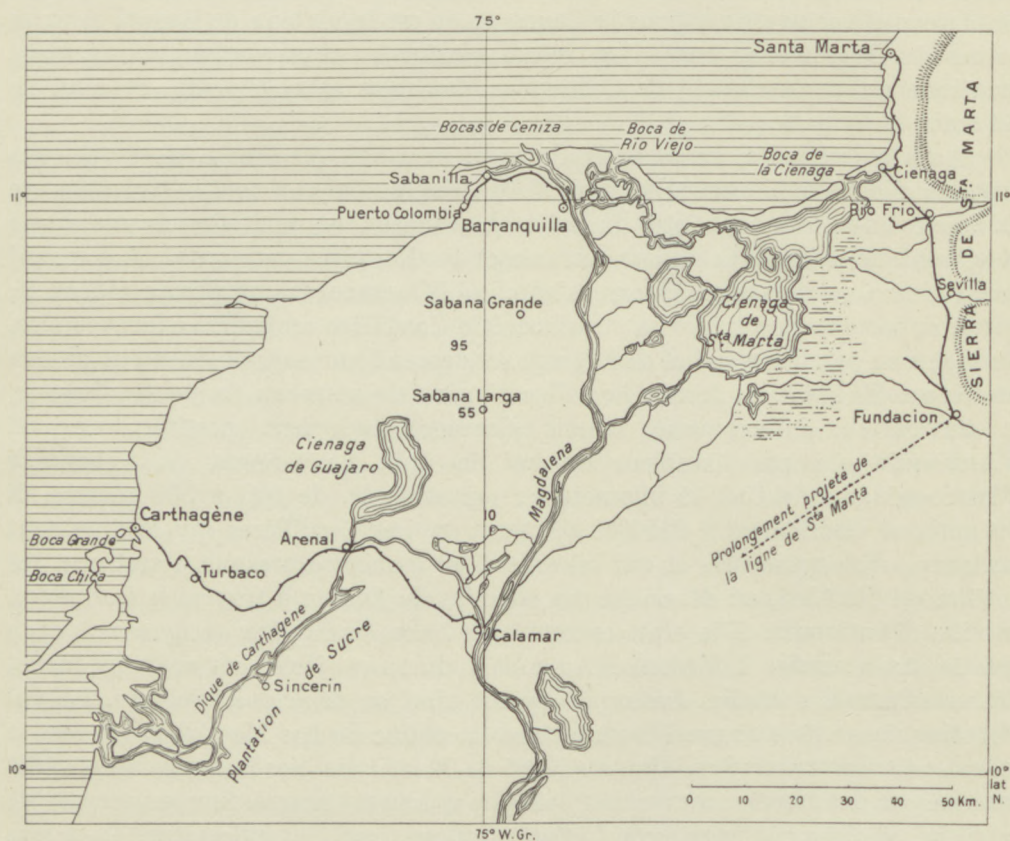 75°
Santa Marta
Bocas de Ceniza
Boca de
Rio Viejo
Boca de
la Cienaga
Cienaga
Sabanilla
11°
11°
Puerto Colombia
Barranquilla
Rio Frio
SIERRA DE STA MARTA
Sevilla
Sabana Grande
Cienaga
de
Sta Marta
95
Sabana Larga
55
Fundacion
Cienaga
de Guajaro
Magdalena
10
Prolongement projeté de
la ligne de Sta Marta
Carthagène
Boca Grande
Arenal
Boca Chica
Turbaco
Calamar
Dique de Carthagène
Sincerin
Plantation de Sucre
10°
10°
lat
N.
0 10 20 30 40 50 Km.
75° W. Gr.